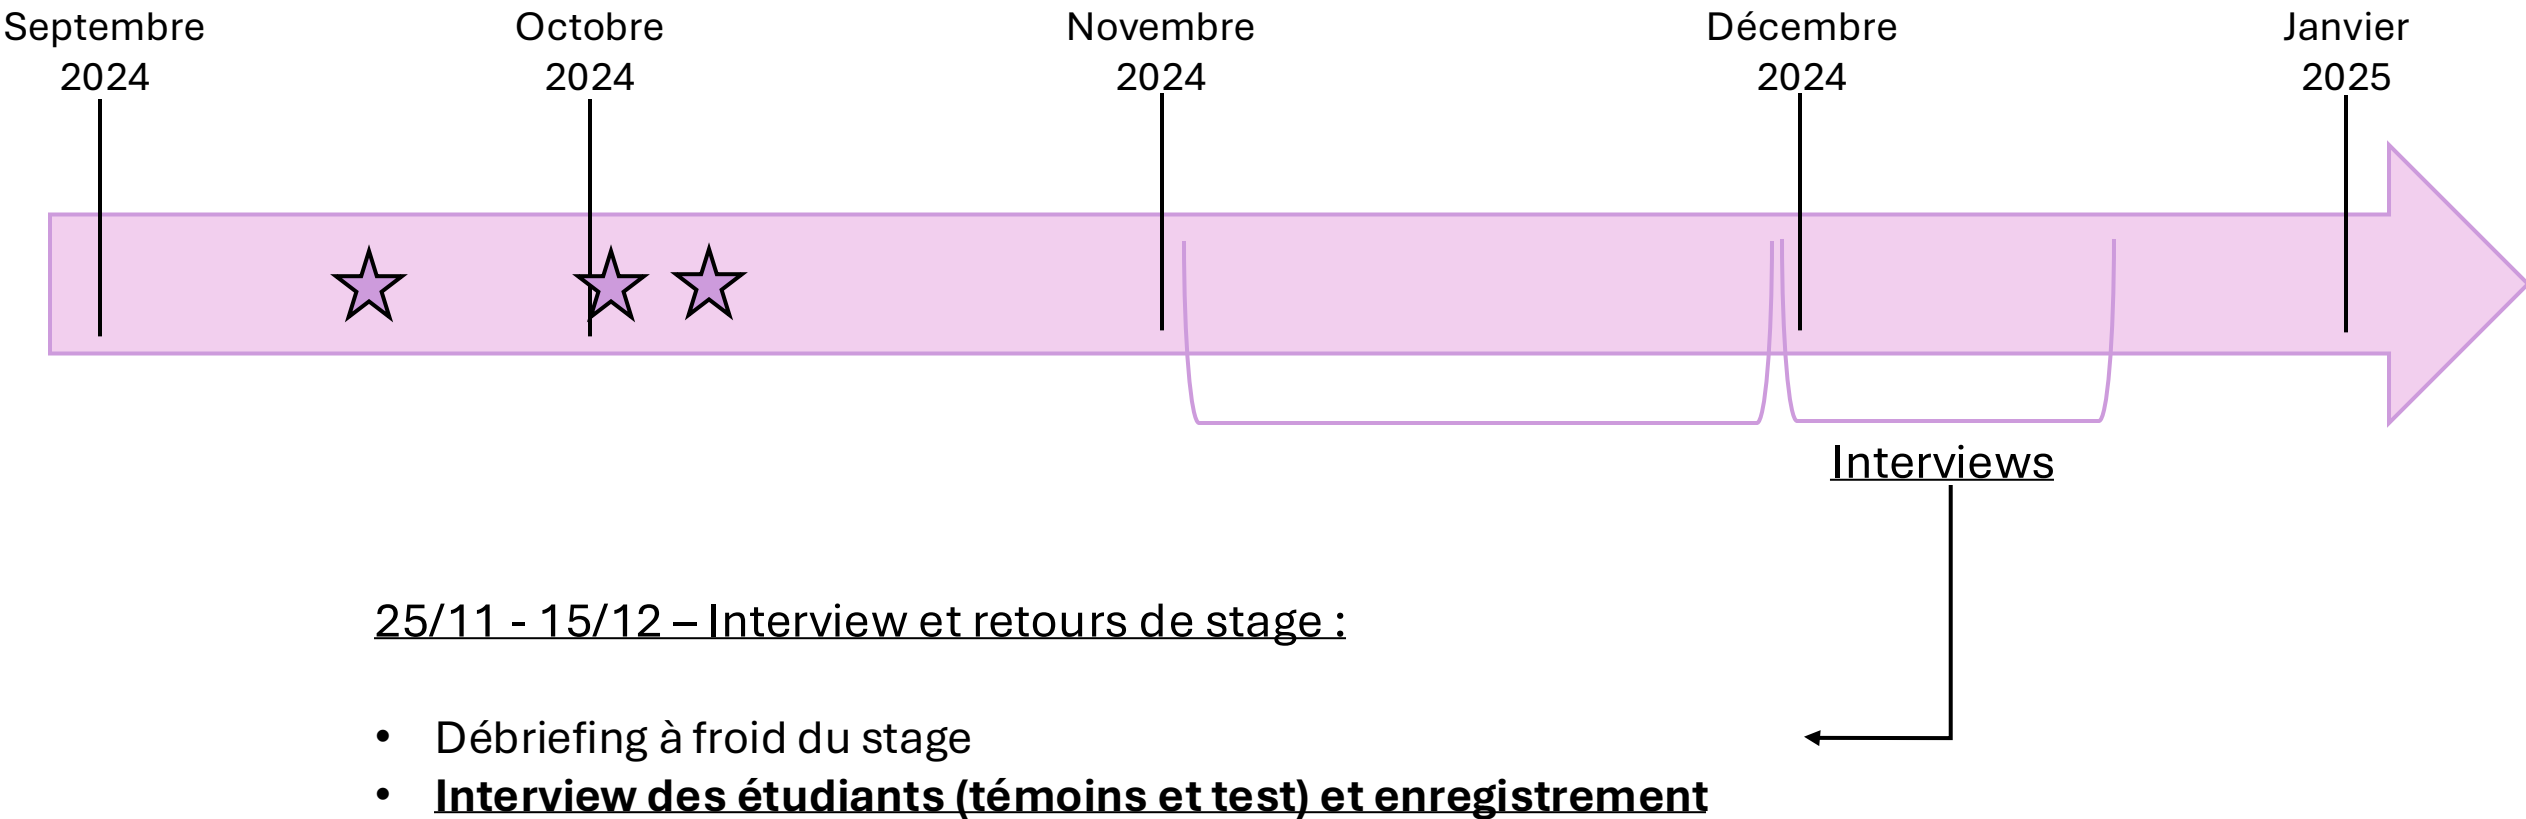 Septembre
2024
Octobre
2024
Novembre
2024
Décembre
2024
Janvier
2025
Interviews
25/11 - 15/12 – Interview et retours de stage :
• Débriefing à froid du stage
• Interview des étudiants (témoins et test) et enregistrement